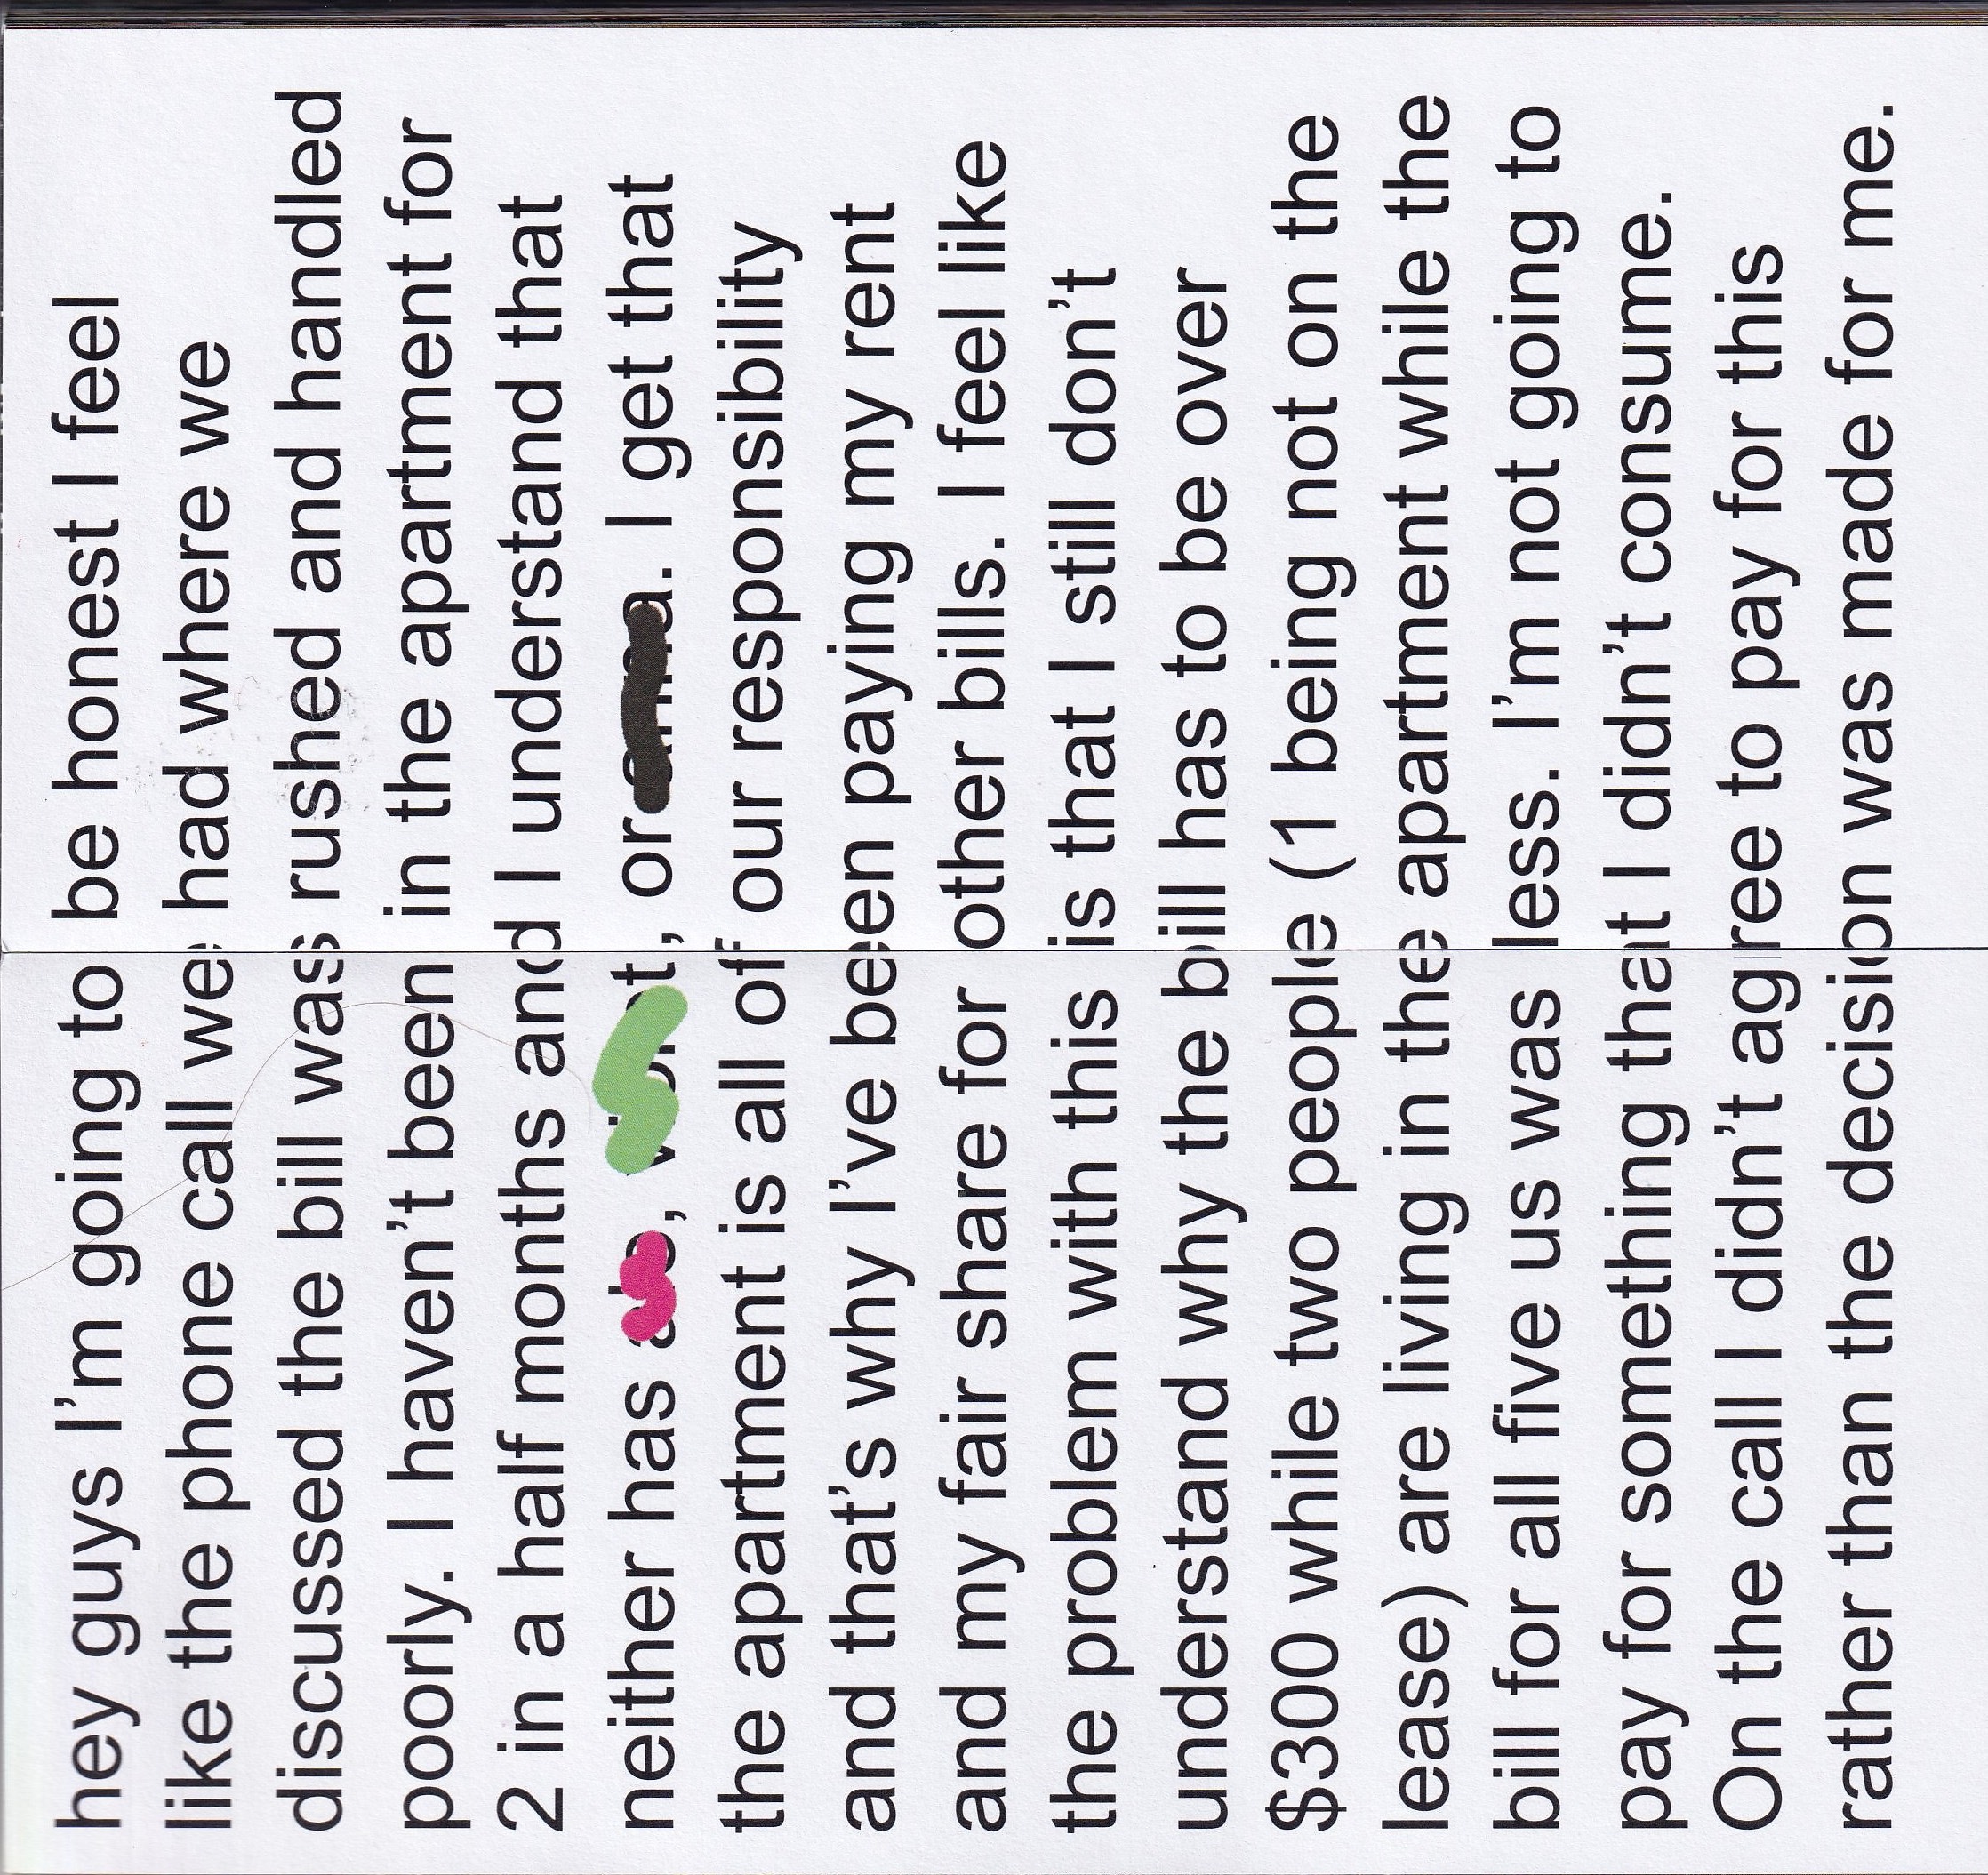 hey guys I’m going to be honest I feel
like the phone call we had where we
discussed the bill was rushed and handled
poorly. I haven’t been in the apartment for
2 in a half months and I understand that
neither has , , or . I get that
the apartment is all of our responsibility
and that’s why I’ve been paying my rent
and my fair share for other bills. I feel like
the problem with this is that I still don’t
understand why the bill has to be over
$300 while two people (1 being not on the
lease) are living in the apartment while the
bill for all five us was less. I’m not going to
pay for something that I didn’t consume.
On the call I didn’t agree to pay for this
rather than the decision was made for me.